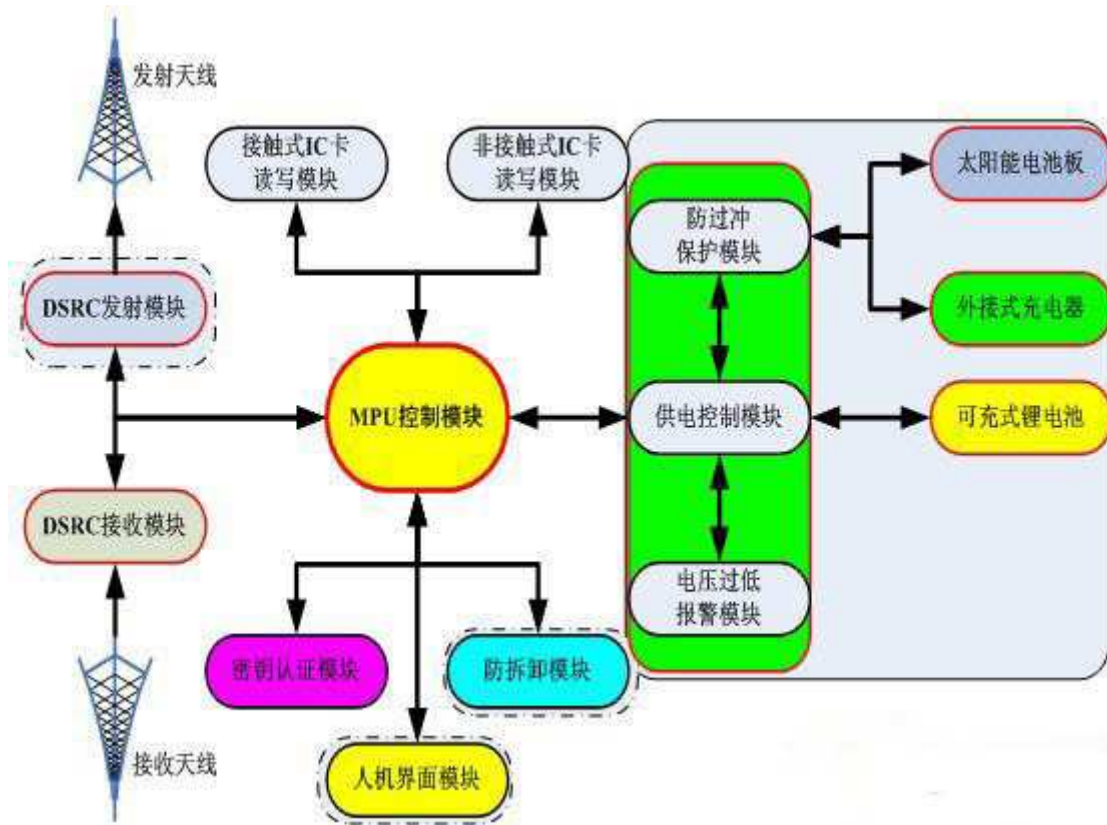 发射天线
接触式IC卡
读写模块
非接触式IC卡
读写模块
太阳能电池板
防过冲
保护模块
DSRC发射模块
外接式充电器
MPU控制模块
供电控制模块
可充式锂电池
DSRC接收模块
电压过低
报警模块
密钥认证模块
防拆卸模块
接收天线
人机界面模块